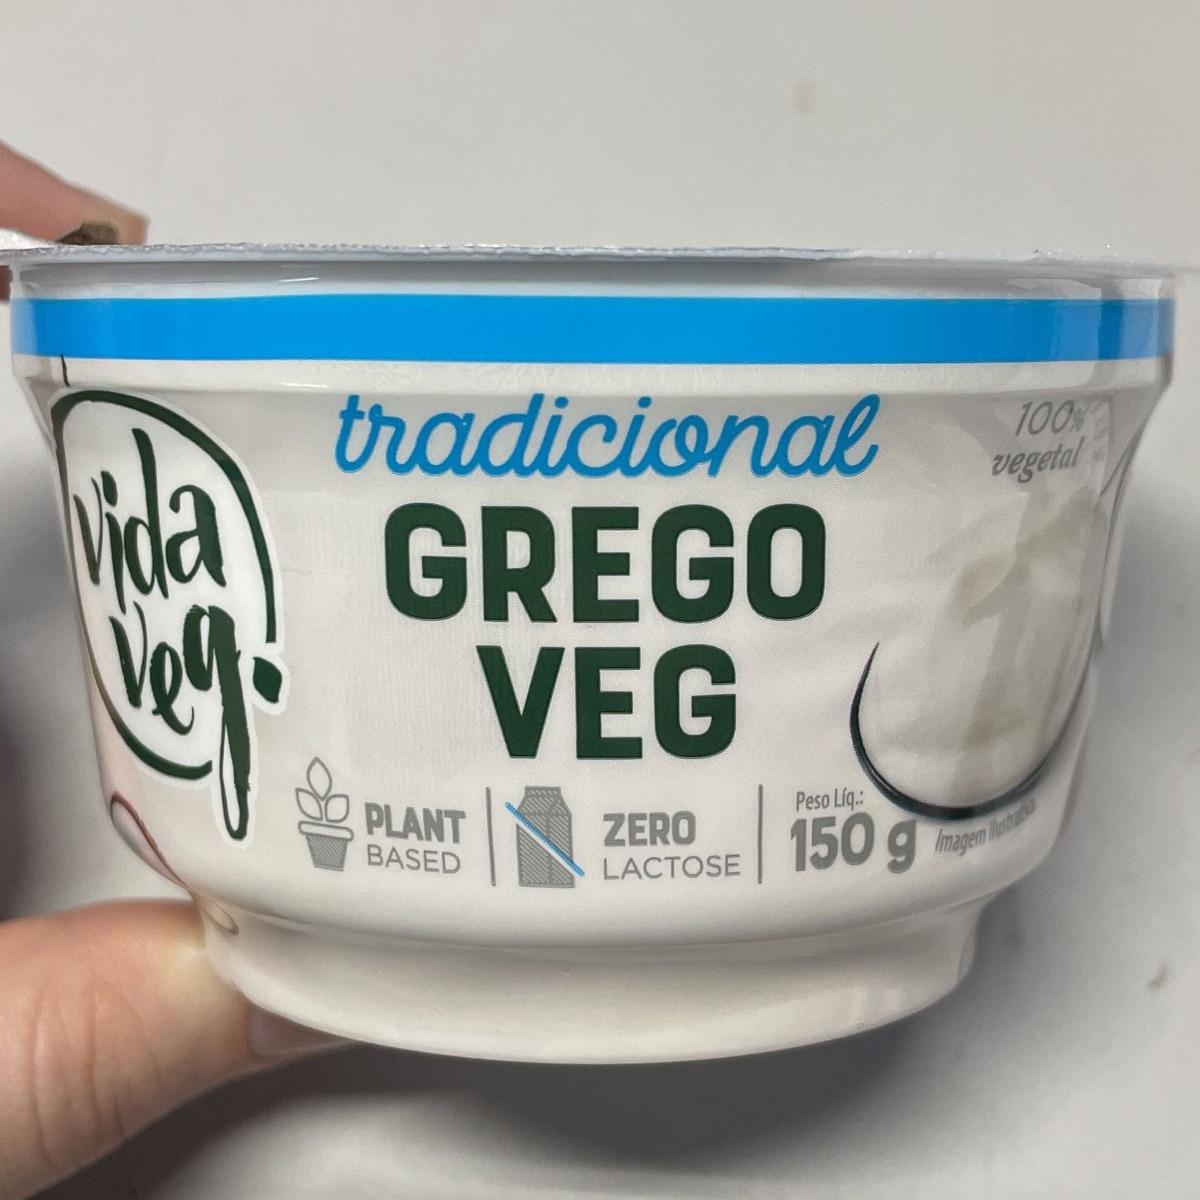 vida
veg.
tradicional
GREGO
VEG
100%
vegetal
PLANT
BASED
ZERO
LACTOSE
Peso Líq.:
150 g
Imagem Ilustrativa.